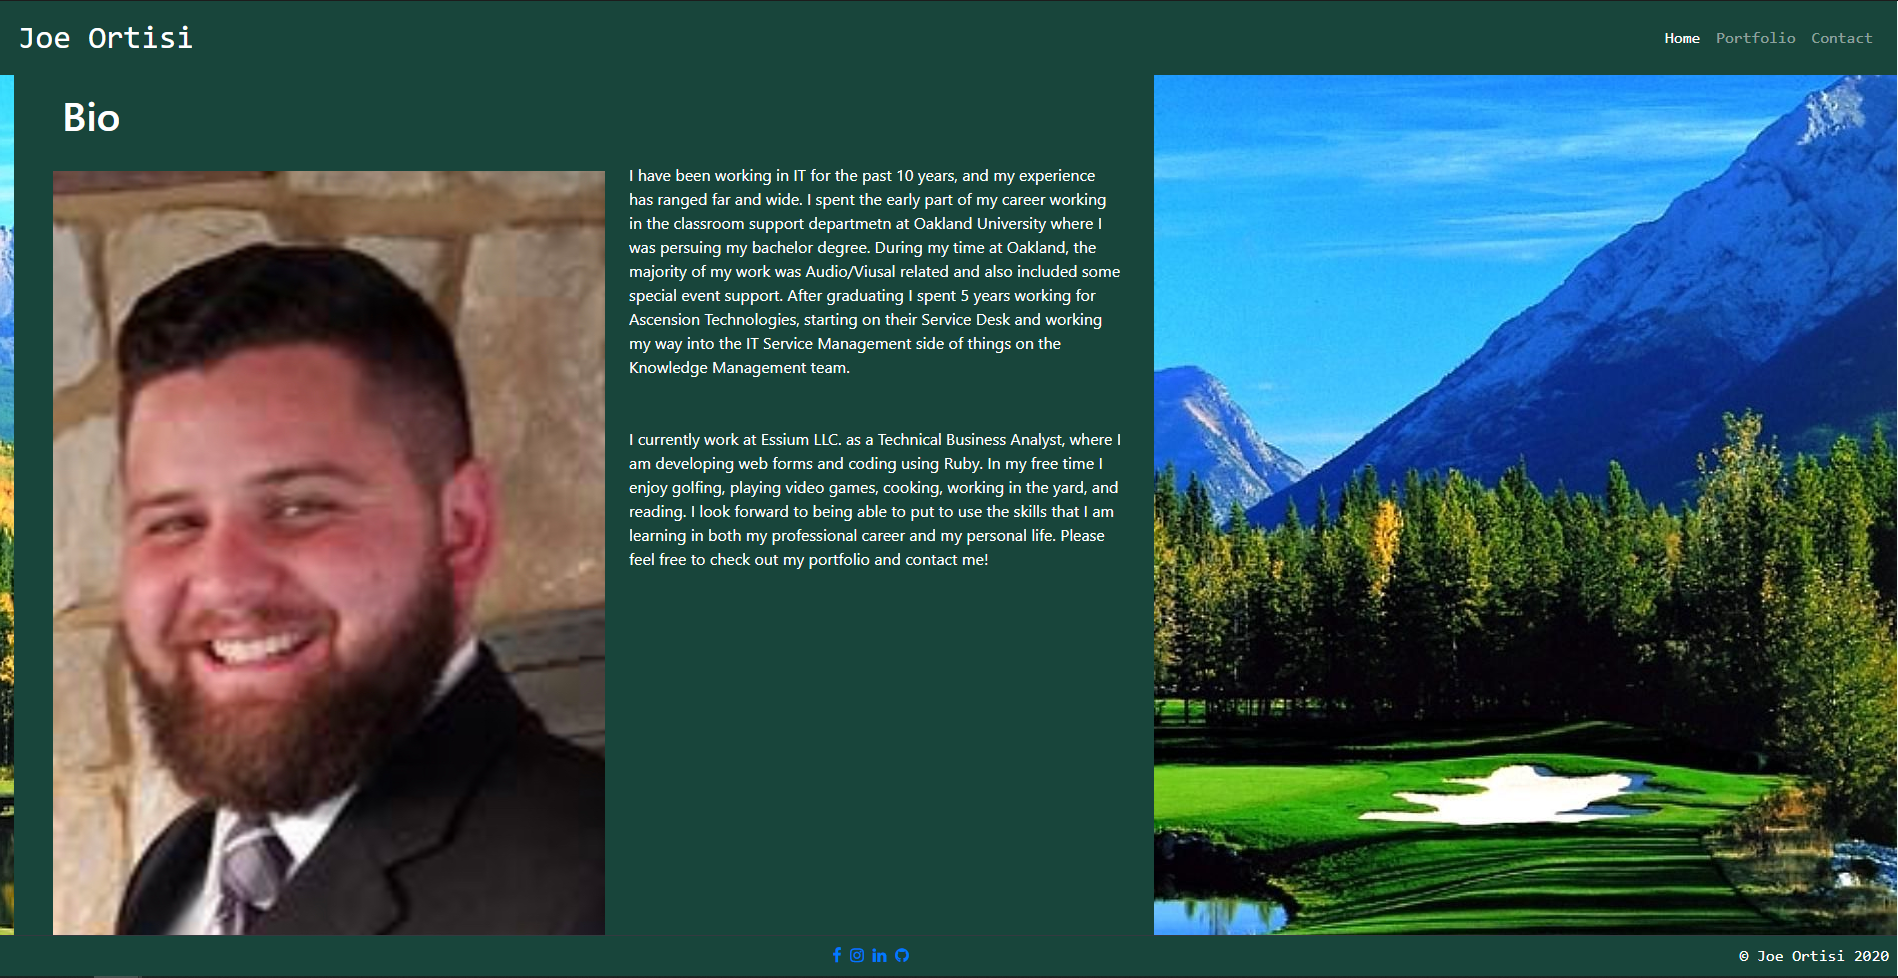 Joe Ortisi
Home Portfolio Contact
Bio
I have been working in IT for the past 10 years, and my experience
has ranged far and wide. I spent the early part of my career working
in the classroom support departmetn at Oakland University where I
was persuing my bachelor degree. During my time at Oakland, the
majority of my work was Audio/Viusal related and also included some
special event support. After graduating I spent 5 years working for
Ascension Technologies, starting on their Service Desk and working
my way into the IT Service Management side of things on the
Knowledge Management team.
I currently work at Essium LLC. as a Technical Business Analyst, where I
am developing web forms and coding using Ruby. In my free time I
enjoy golfing, playing video games, cooking, working in the yard, and
reading. I look forward to being able to put to use the skills that I am
learning in both my professional career and my personal life. Please
feel free to check out my portfolio and contact me!
© Joe Ortisi 2020